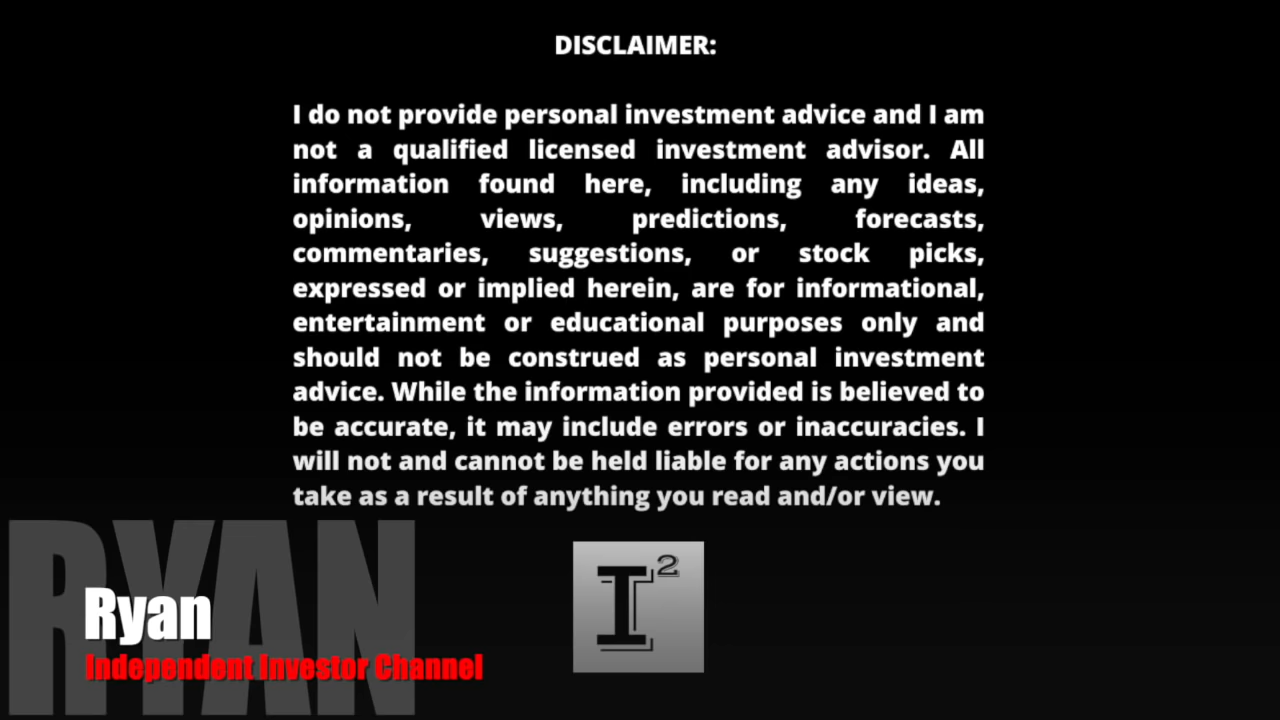 DISCLAIMER:
I do not provide personal investment advice and I am
not a qualified licensed investment advisor. All
information found here, including any ideas,
opinions, views, predictions, forecasts,
commentaries, suggestions, or stock picks,
expressed or implied herein, are for informational,
entertainment or educational purposes only and
should not be construed as personal investment
advice. While the information provided is believed to
be accurate, it may include errors or inaccuracies. I
will not and cannot be held liable for any actions you
take as a result of anything you read and/or view.
RYAN
Ryan
Independent Investor Channel
I²